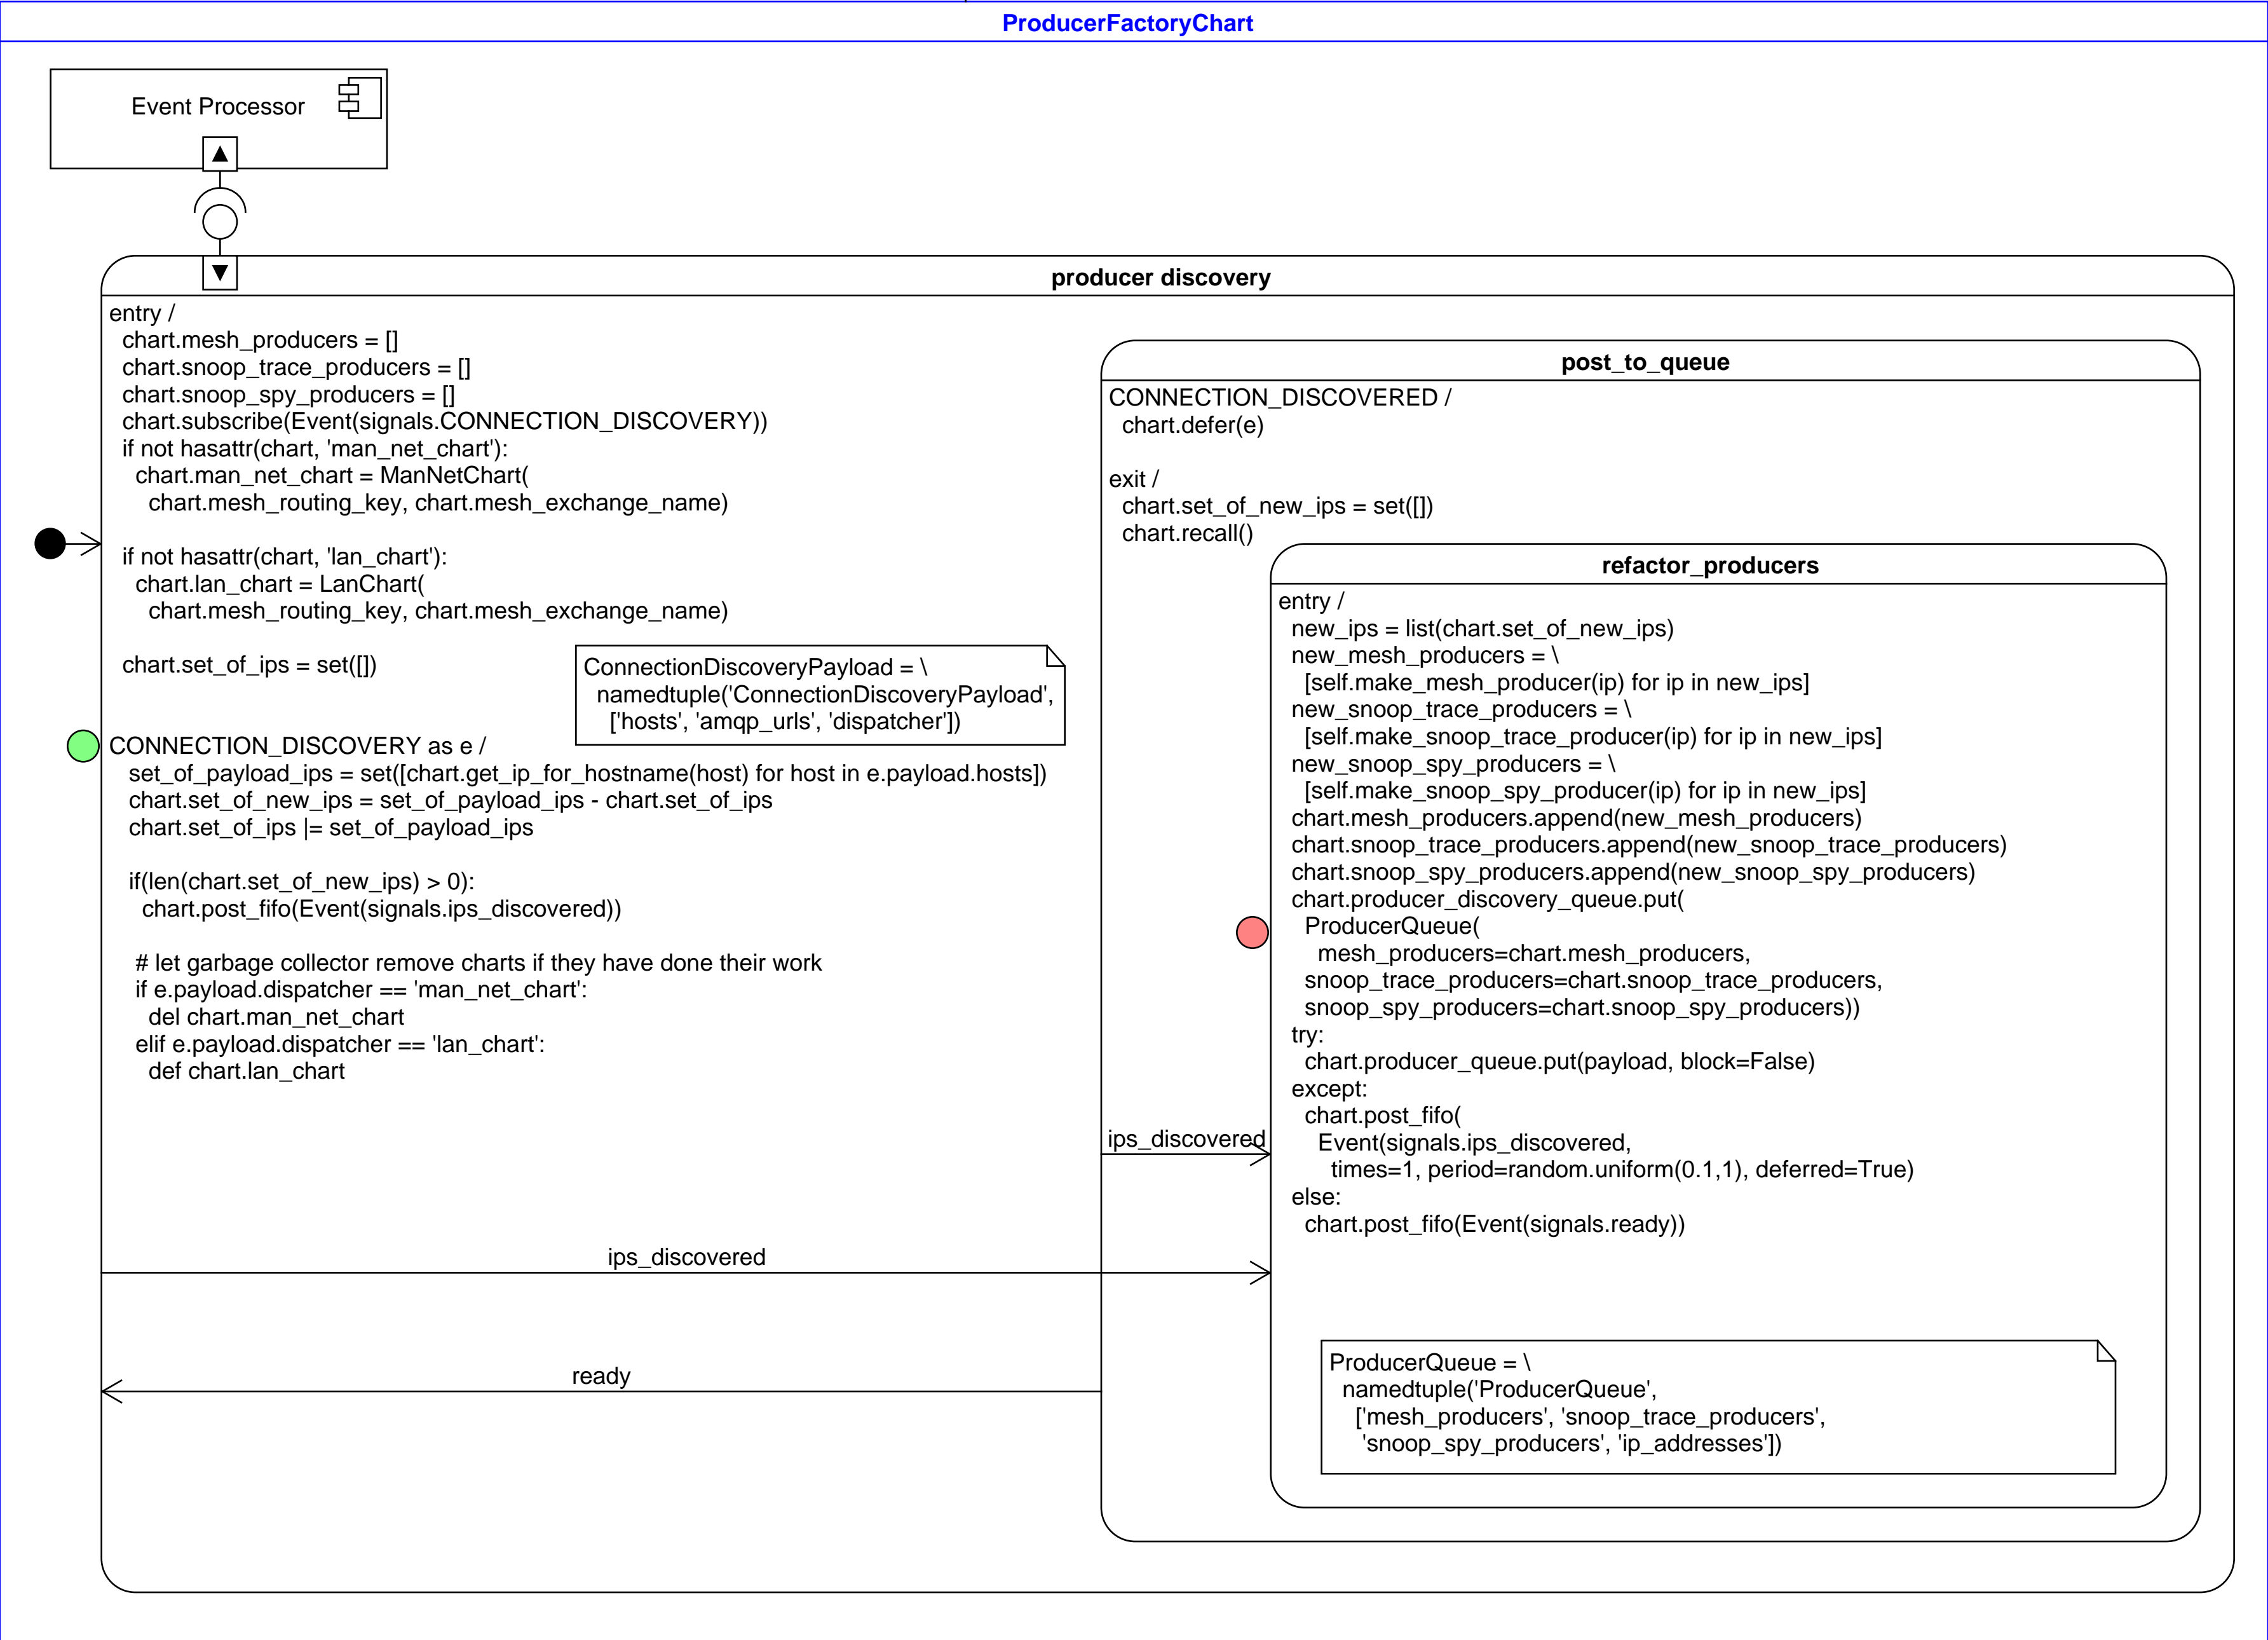 ProducerFactoryChart
Event Processor
producer discovery
entry /
chart.mesh_producers = []
chart.snoop_trace_producers = []
chart.snoop_spy_producers = []
chart.subscribe(Event(signals.CONNECTION_DISCOVERY))
if not hasattr(chart, 'man_net_chart'):
chart.man_net_chart = ManNetChart(
chart.mesh_routing_key, chart.mesh_exchange_name)
if not hasattr(chart, 'lan_chart'):
chart.lan_chart = LanChart(
chart.mesh_routing_key, chart.mesh_exchange_name)
chart.set_of_ips = set([])
ConnectionDiscoveryPayload = \
namedtuple('ConnectionDiscoveryPayload',
['hosts', 'amqp_urls', 'dispatcher'])
CONNECTION_DISCOVERY as e /
set_of_payload_ips = set([chart.get_ip_for_hostname(host) for host in e.payload.hosts])
chart.set_of_new_ips = set_of_payload_ips - chart.set_of_ips
chart.set_of_ips |= set_of_payload_ips
if(len(chart.set_of_new_ips) > 0):
chart.post_fifo(Event(signals.ips_discovered))
# let garbage collector remove charts if they have done their work
if e.payload.dispatcher == 'man_net_chart':
del chart.man_net_chart
elif e.payload.dispatcher == 'lan_chart':
def chart.lan_chart
post_to_queue
CONNECTION_DISCOVERED /
chart.defer(e)
exit /
chart.set_of_new_ips = set([])
chart.recall()
refactor_producers
entry /
new_ips = list(chart.set_of_new_ips)
new_mesh_producers = \
[self.make_mesh_producer(ip) for ip in new_ips]
new_snoop_trace_producers = \
[self.make_snoop_trace_producer(ip) for ip in new_ips]
new_snoop_spy_producers = \
[self.make_snoop_spy_producer(ip) for ip in new_ips]
chart.mesh_producers.append(new_mesh_producers)
chart.snoop_trace_producers.append(new_snoop_trace_producers)
chart.snoop_spy_producers.append(new_snoop_spy_producers)
chart.producer_discovery_queue.put(
ProducerQueue(
mesh_producers=chart.mesh_producers,
snoop_trace_producers=chart.snoop_trace_producers,
snoop_spy_producers=chart.snoop_spy_producers))
try:
chart.producer_queue.put(payload, block=False)
except:
chart.post_fifo(
Event(signals.ips_discovered,
times=1, period=random.uniform(0.1,1), deferred=True)
else:
chart.post_fifo(Event(signals.ready))
ips_discovered
ips_discovered
ready
ProducerQueue = \
namedtuple('ProducerQueue',
['mesh_producers', 'snoop_trace_producers',
'snoop_spy_producers', 'ip_addresses'])